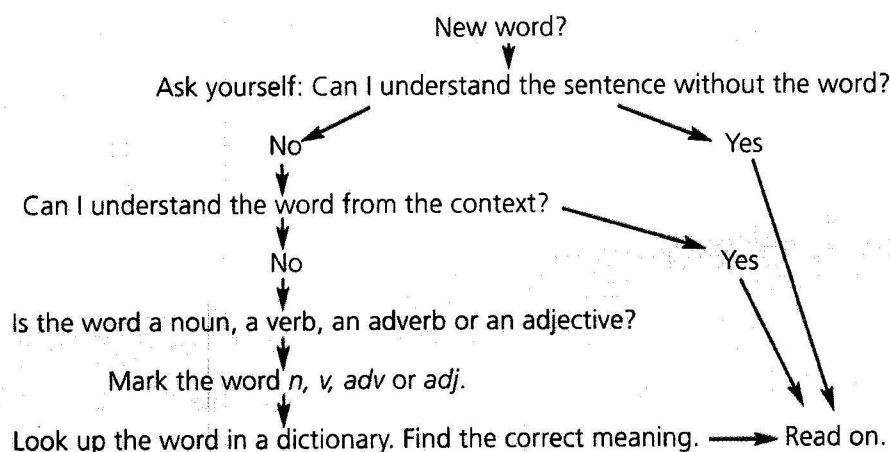 New word?
Ask yourself: Can I understand the sentence without the word?
No
Yes
Can I understand the word from the context?
No
Yes
Is the word a noun, a verb, an adverb or an adjective?
Mark the word n, v, adv or adj.
Look up the word in a dictionary. Find the correct meaning.
Read on.